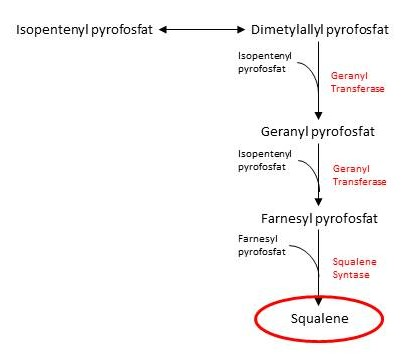 Isopentenyl pyrofosfat
Dimetylallyl pyrofosfat
Isopentenyl
pyrofosfat
Geranyl
Transferase
Geranyl pyrofosfat
Isopentenyl
pyrofosfat
Geranyl
Transferase
Farnesyl pyrofosfat
Farnesyl
pyrofosfat
Squalene
Syntase
Squalene